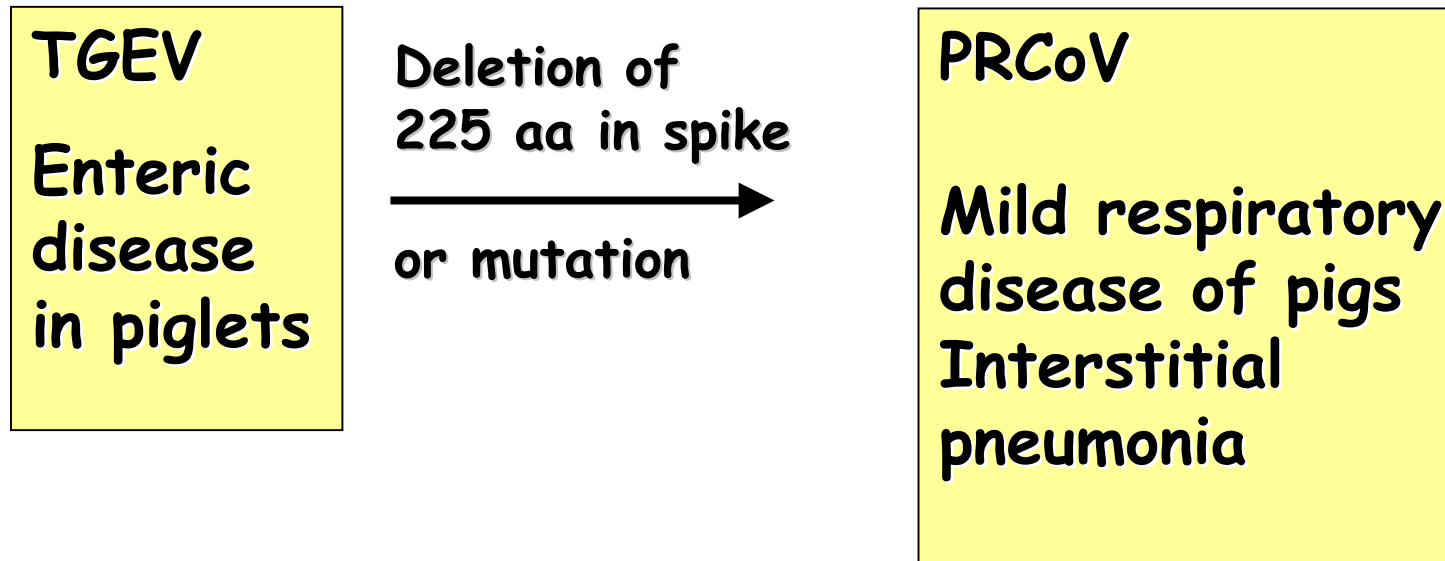 TGEV
Enteric
disease
in piglets
Deletion of
225 aa in spike
or mutation
PRCoV
Mild respiratory
disease of pigs
Interstitial
pneumonia